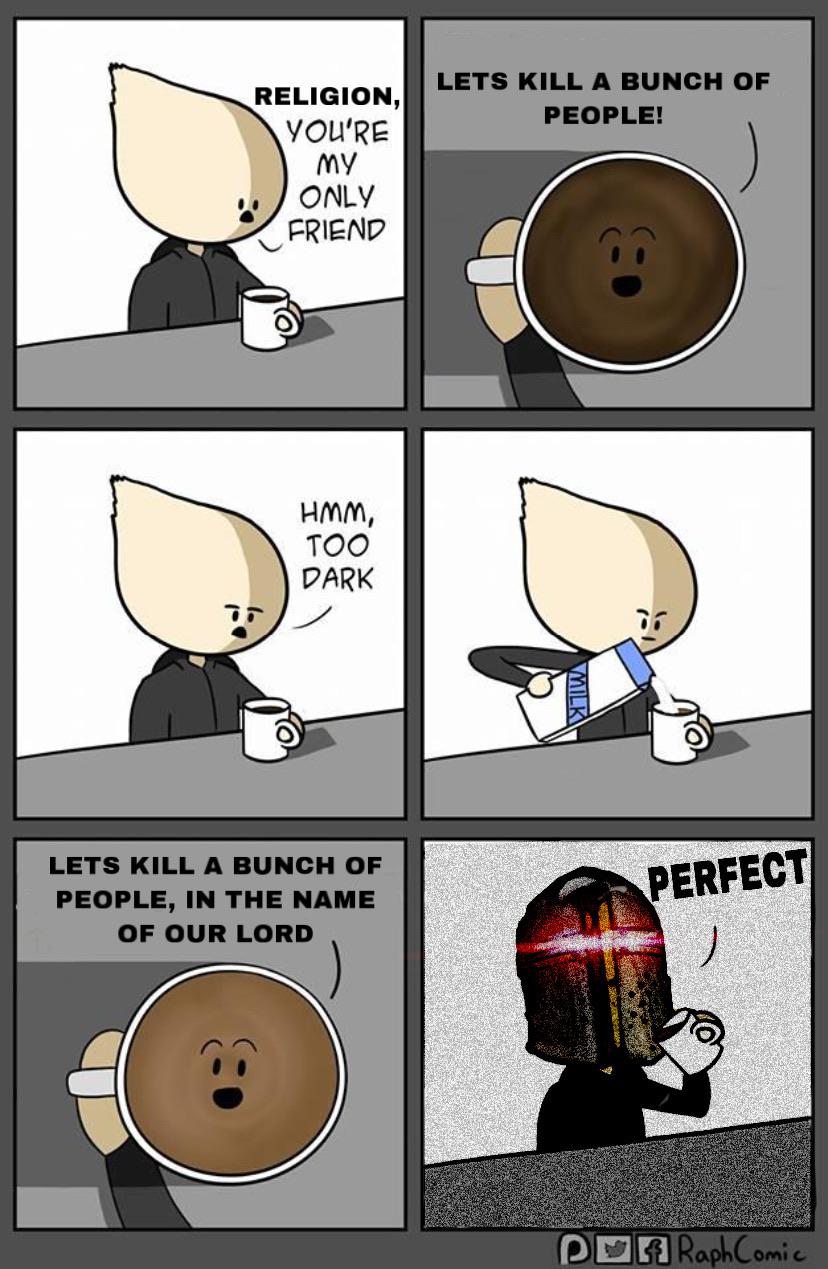 RELIGION,
YOU'RE
MY
ONLY
FRIEND
LETS KILL A BUNCH OF
PEOPLE!
HMM,
TOO
DARK
MILK
LETS KILL A BUNCH OF
PEOPLE, IN THE NAME
OF OUR LORD
PERFECT
RaphComic